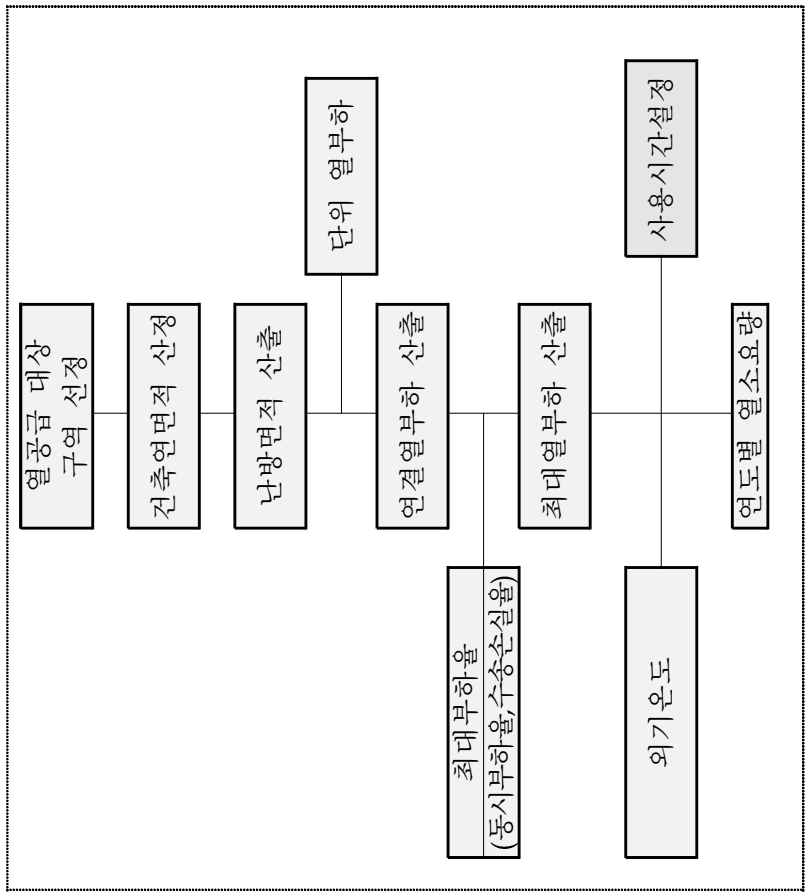 열공급 대상
구역 선정
건축연면적 산정
난방면적 산출
단위 열부하
연결열부하 산출
최대부하율
(동시부하율,수송손실율)
최대열부하 산출
사용시간설정
외기온도
연도별 열소요량